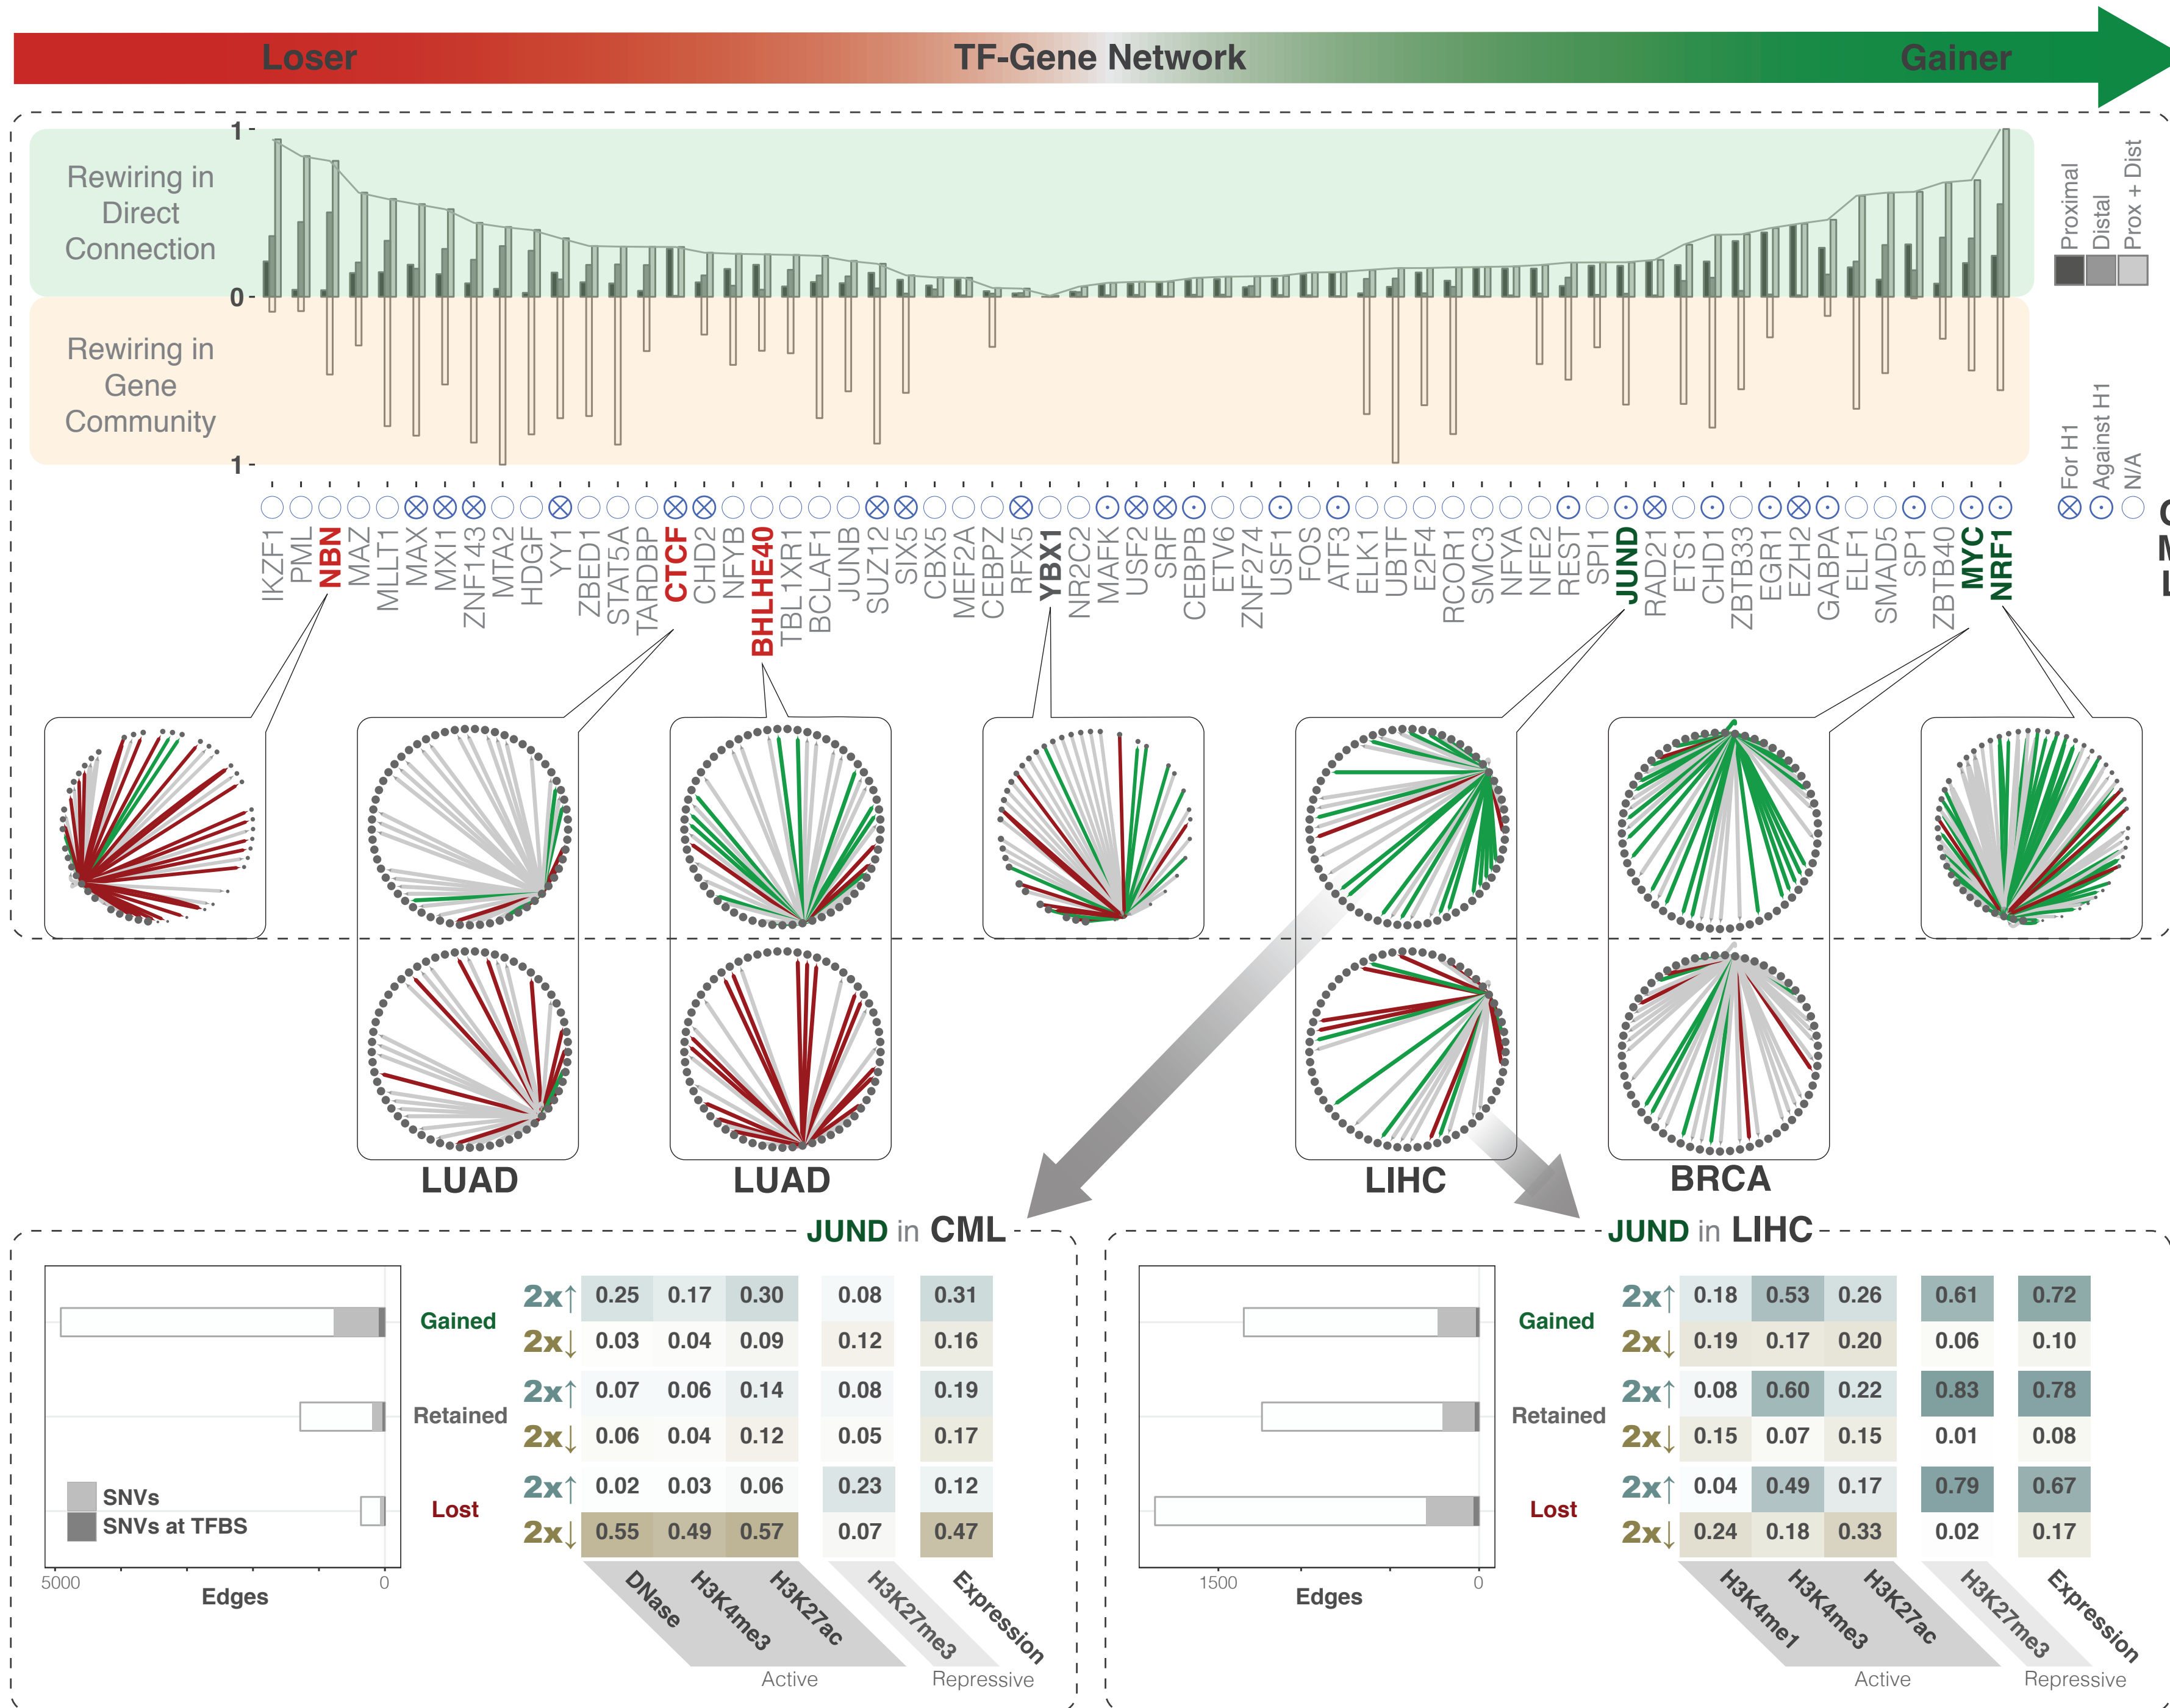 Loser
TF-Gene Network
Gainer
1
Rewiring in
Direct
Connection
0
Rewiring in
Gene
Community
1
Proximal
Distal
Prox + Dist
For H1
Against H1
N/A
IKZF1
PML
NBN
MAZ
MLLT1
MAX
MXI1
ZNF143
MTA2
HDGF
YY1
ZBED1
STAT5A
TARDBP
CTCF
CHD2
NFYB
BHLHE40
TBL1XR1
BCLAF1
JUNB
SUZ12
SIX5
CBX5
MEF2A
CEBPZ
RFX5
YBX1
NR2C2
MAFK
USF2
SRF
CEBPB
ETV6
ZNF274
USF1
FOS
ATF3
ELK1
UBTF
E2F4
RCOR1
SMC3
NFYA
NFE2
REST
SPI1
JUND
RAD21
ETS1
CHD1
ZBTB33
EGR1
EZH2
GABPA
ELF1
SMAD5
SP1
ZBTB40
MYC
NRF1
LUAD
LUAD
LIHC
BRCA
JUND in CML
Gained
2x↑ 0.25 0.17 0.30 0.08 0.31
2x↓ 0.03 0.04 0.09 0.12 0.16
Retained
2x↑ 0.07 0.06 0.14 0.08 0.19
2x↓ 0.06 0.04 0.12 0.05 0.17
Lost
2x↑ 0.02 0.03 0.06 0.23 0.12
2x↓ 0.55 0.49 0.57 0.07 0.47
SNVs
SNVs at TFBS
5000
0
Edges
DNase
H3K4me3
H3K27ac
H3K27me3
Expression
Active
Repressive
JUND in LIHC
Gained
2x↑ 0.18 0.53 0.26 0.61 0.72
2x↓ 0.19 0.17 0.20 0.06 0.10
Retained
2x↑ 0.08 0.60 0.22 0.83 0.78
2x↓ 0.15 0.07 0.15 0.01 0.08
Lost
2x↑ 0.04 0.49 0.17 0.79 0.67
2x↓ 0.24 0.18 0.33 0.02 0.17
1500
0
Edges
H3K4me1
H3K4me3
H3K27ac
H3K27me3
Expression
Active
Repressive